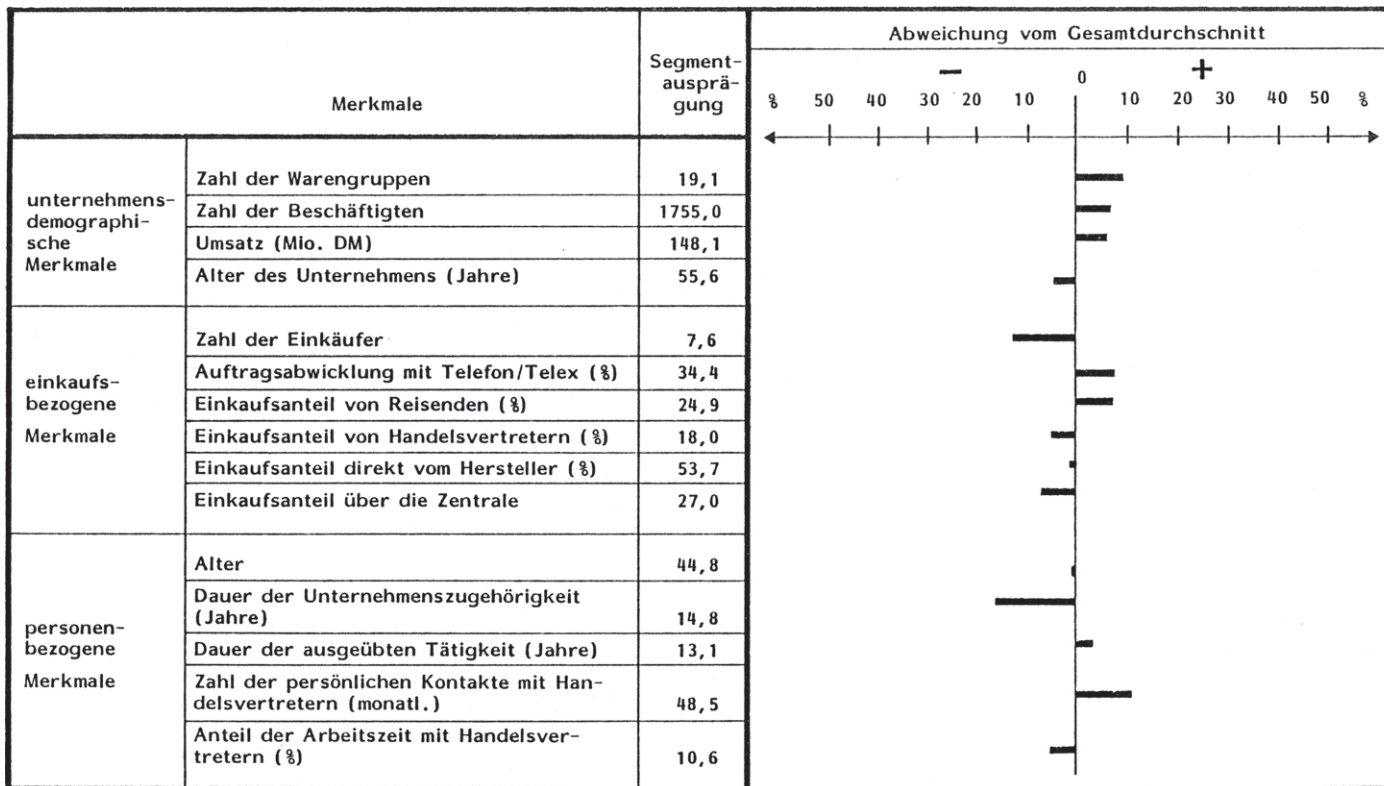 Abweichung vom Gesamtdurchschnitt
Merkmale
Segment-
ausprä-
gung
− 0 +
% 50 40 30 20 10 10 20 30 40 50 %
unternehmens-
demographi-
sche
Merkmale
Zahl der Warengruppen 19,1
Zahl der Beschäftigten 1755,0
Umsatz (Mio. DM) 148,1
Alter des Unternehmens (Jahre) 55,6
einkaufs-
bezogene
Merkmale
Zahl der Einkäufer 7,6
Auftragsabwicklung mit Telefon/Telex (%) 34,4
Einkaufsanteil von Reisenden (%) 24,9
Einkaufsanteil von Handelsvertretern (%) 18,0
Einkaufsanteil direkt vom Hersteller (%) 53,7
Einkaufsanteil über die Zentrale 27,0
personen-
bezogene
Merkmale
Alter 44,8
Dauer der Unternehmenszugehörigkeit
(Jahre) 14,8
Dauer der ausgeübten Tätigkeit (Jahre) 13,1
Zahl der persönlichen Kontakte mit Han-
delsvertretern (monatl.) 48,5
Anteil der Arbeitszeit mit Handelsver-
tretern (%) 10,6